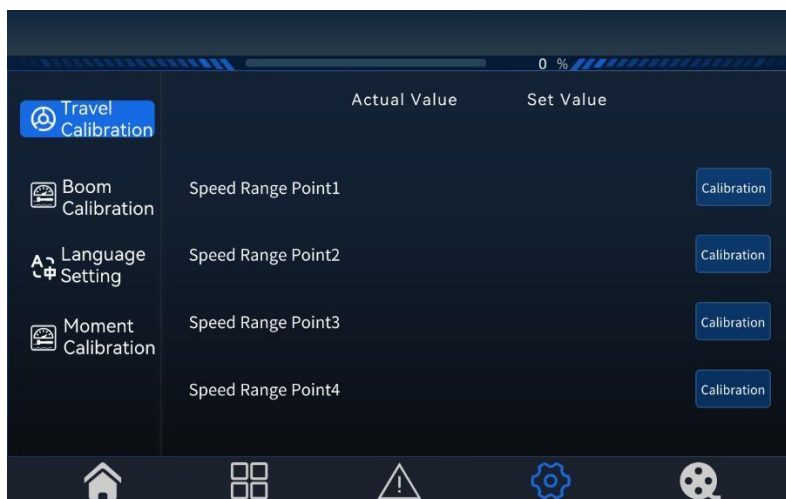 0 %
Actual Value Set Value
Travel
Calibration
Boom
Calibration
A 中 Language
Setting
Moment
Calibration
Speed Range Point1 Calibration
Speed Range Point2 Calibration
Speed Range Point3 Calibration
Speed Range Point4 Calibration